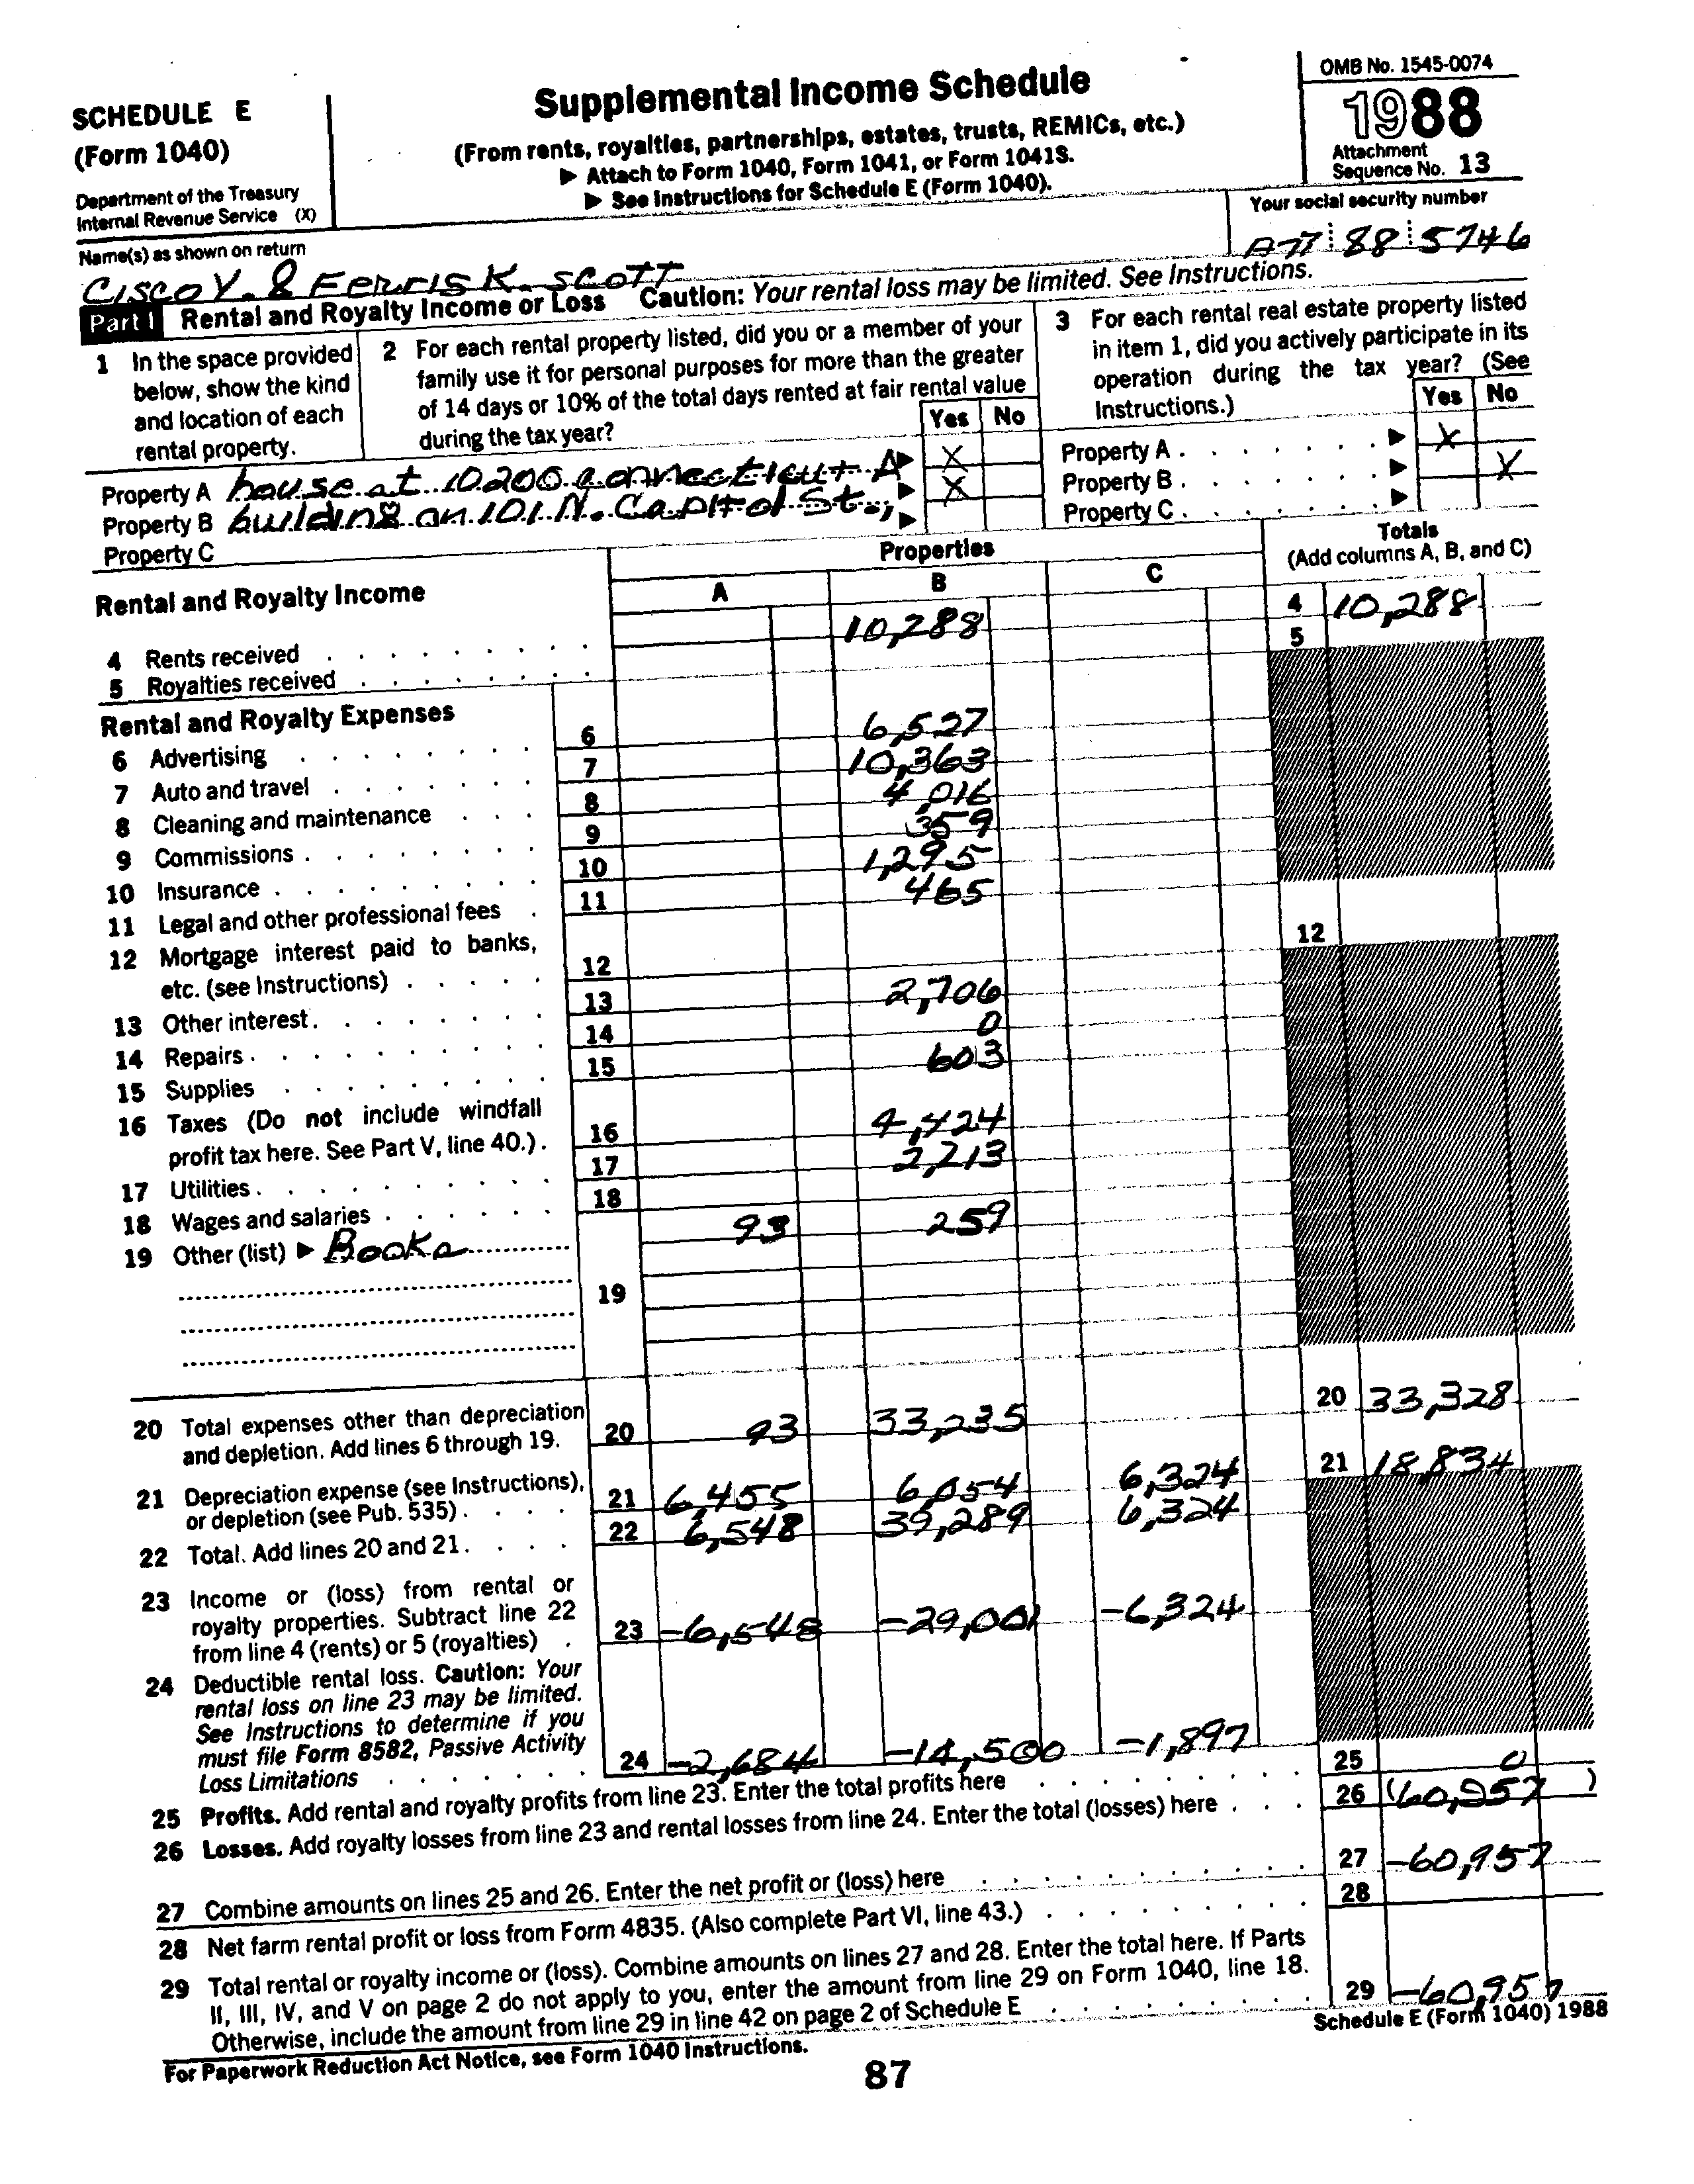 SCHEDULE E
(Form 1040)
Department of the Treasury
Internal Revenue Service (X)
Supplemental Income Schedule
(From rents, royalties, partnerships, estates, trusts, REMICs, etc.)
▶ Attach to Form 1040, Form 1041, or Form 1041S.
▶ See Instructions for Schedule E (Form 1040).
OMB No. 1545-0074
1988
Attachment
Sequence No. 13
Name(s) as shown on return
Cisco V. & Ferris K. Scott
Your social security number
88 5746
Part I Rental and Royalty Income or Loss Caution: Your rental loss may be limited. See Instructions.
1 In the space provided
below, show the kind
and location of each
rental property.
2 For each rental property listed, did you or a member of your
family use it for personal purposes for more than the greater
of 14 days or 10% of the total days rented at fair rental value
during the tax year?
Yes No
3 For each rental real estate property listed
in item 1, did you actively participate in its
operation during the tax year? (See
Instructions.)
Yes No
Property A house at 10200 connecticut A ▶ X
Property B building on 101 N. Capitol St., ▶ X
Property C ▶
Property A . . . . . . ▶ X
Property B . . . . . . ▶ X
Property C . . . . . . ▶
Rental and Royalty Income
Properties
A B C
Totals
(Add columns A, B, and C)
4 Rents received 10,288 4 10,288
5 Royalties received 5
Rental and Royalty Expenses
6 Advertising 6 6,527
7 Auto and travel 7 10,363
8 Cleaning and maintenance 8 4,016
9 Commissions 9 359
10 Insurance 10 1,295
11 Legal and other professional fees 11 465
12 Mortgage interest paid to banks,
etc. (see Instructions) 12 12
13 Other interest 13 2,706
14 Repairs 14 0
15 Supplies 15 603
16 Taxes (Do not include windfall
profit tax here. See Part V, line 40.) 16 4,424
17 Utilities 17 2,213
18 Wages and salaries 18
19 Other (list) ▶ Books 93 259
19
20 Total expenses other than depreciation
and depletion. Add lines 6 through 19. 20 93 33,235 20 33,328
21 Depreciation expense (see Instructions),
or depletion (see Pub. 535) 21 6,455 6,054 6,324 21 18,834
22 Total. Add lines 20 and 21 22 6,548 39,289 6,324
23 Income or (loss) from rental or
royalty properties. Subtract line 22
from line 4 (rents) or 5 (royalties) 23 -6,548 -29,001 -6,324
24 Deductible rental loss. Caution: Your
rental loss on line 23 may be limited.
See Instructions to determine if you
must file Form 8582, Passive Activity
Loss Limitations 24 -2,684 -14,500 -1,897
25 Profits. Add rental and royalty profits from line 23. Enter the total profits here 25 0
26 Losses. Add royalty losses from line 23 and rental losses from line 24. Enter the total (losses) here 26 (60,957)
27 Combine amounts on lines 25 and 26. Enter the net profit or (loss) here 27 -60,957
28 Net farm rental profit or loss from Form 4835. (Also complete Part VI, line 43.) 28
29 Total rental or royalty income or (loss). Combine amounts on lines 27 and 28. Enter the total here. If Parts
II, III, IV, and V on page 2 do not apply to you, enter the amount from line 29 on Form 1040, line 18.
Otherwise, include the amount from line 29 in line 42 on page 2 of Schedule E 29 -60,957
For Paperwork Reduction Act Notice, see Form 1040 Instructions.
Schedule E (Form 1040) 1988
87